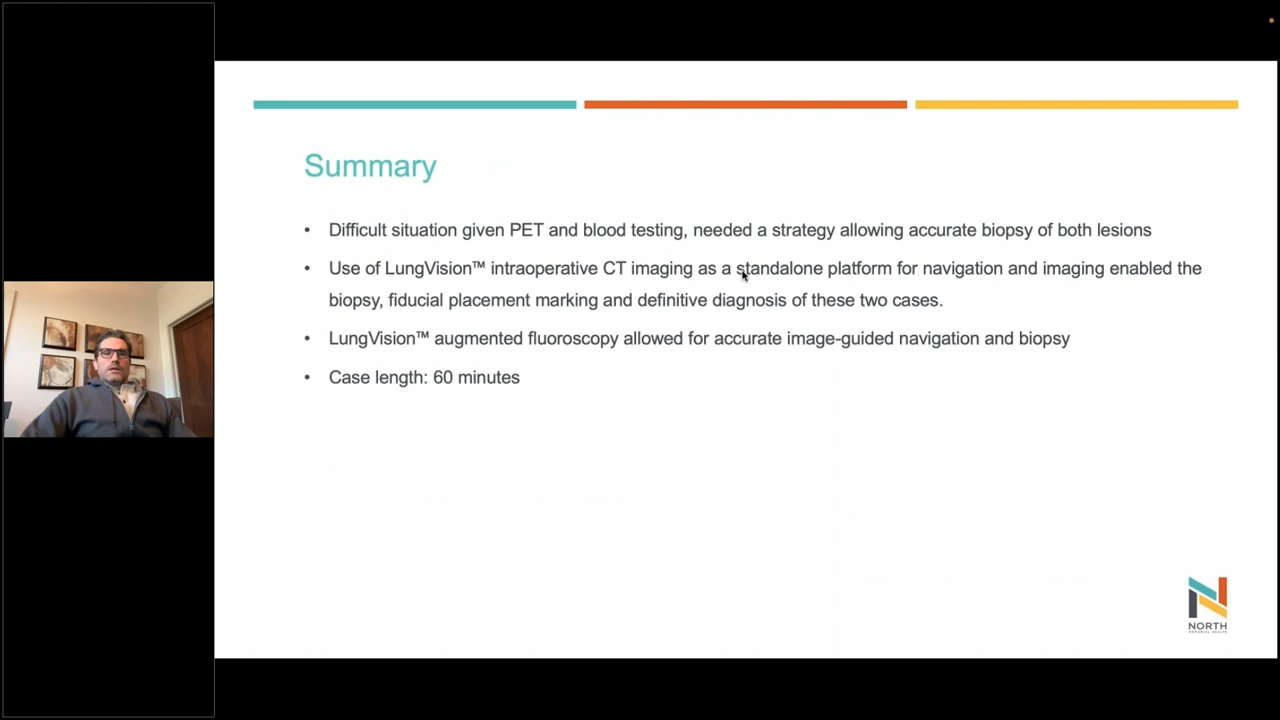 Summary
• Difficult situation given PET and blood testing, needed a strategy allowing accurate biopsy of both lesions
• Use of LungVision™ intraoperative CT imaging as a standalone platform for navigation and imaging enabled the
biopsy, fiducial placement marking and definitive diagnosis of these two cases.
• LungVision™ augmented fluoroscopy allowed for accurate image-guided navigation and biopsy
• Case length: 60 minutes
NORTH
MEMORIAL HEALTH